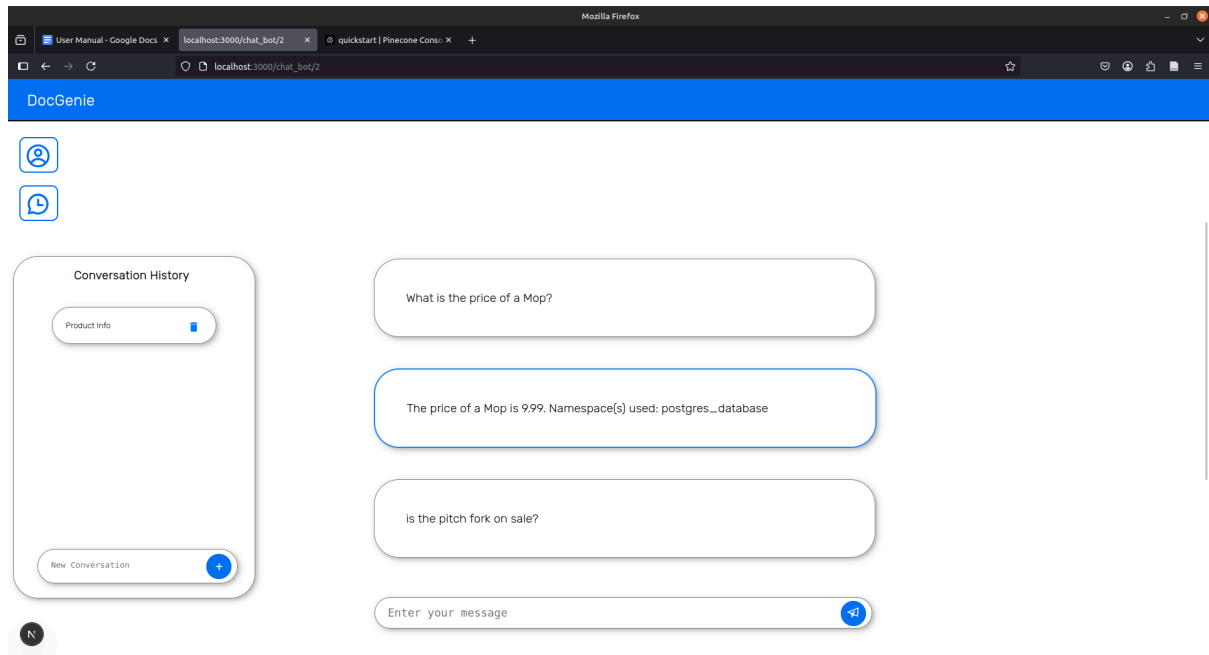 Mozilla Firefox
User Manual - Google Docs
localhost:3000/chat_bot/2
quickstart | Pinecone Conso
localhost:3000/chat_bot/2
DocGenie
Conversation History
Product Info
New Conversation
What is the price of a Mop?
The price of a Mop is 9.99. Namespace(s) used: postgres_database
is the pitch fork on sale?
Enter your message
N